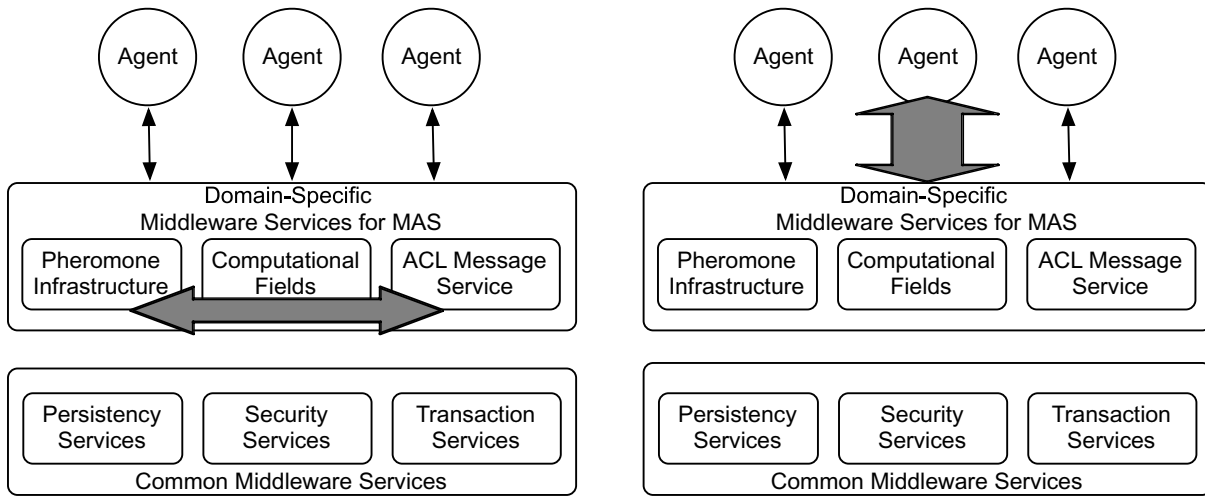 Agent
Agent
Agent
Domain-Specific
Middleware Services for MAS
Pheromone
Infrastructure
Computational
Fields
ACL Message
Service
Persistency
Services
Security
Services
Transaction
Services
Common Middleware Services
Agent
Agent
Agent
Domain-Specific
Middleware Services for MAS
Pheromone
Infrastructure
Computational
Fields
ACL Message
Service
Persistency
Services
Security
Services
Transaction
Services
Common Middleware Services